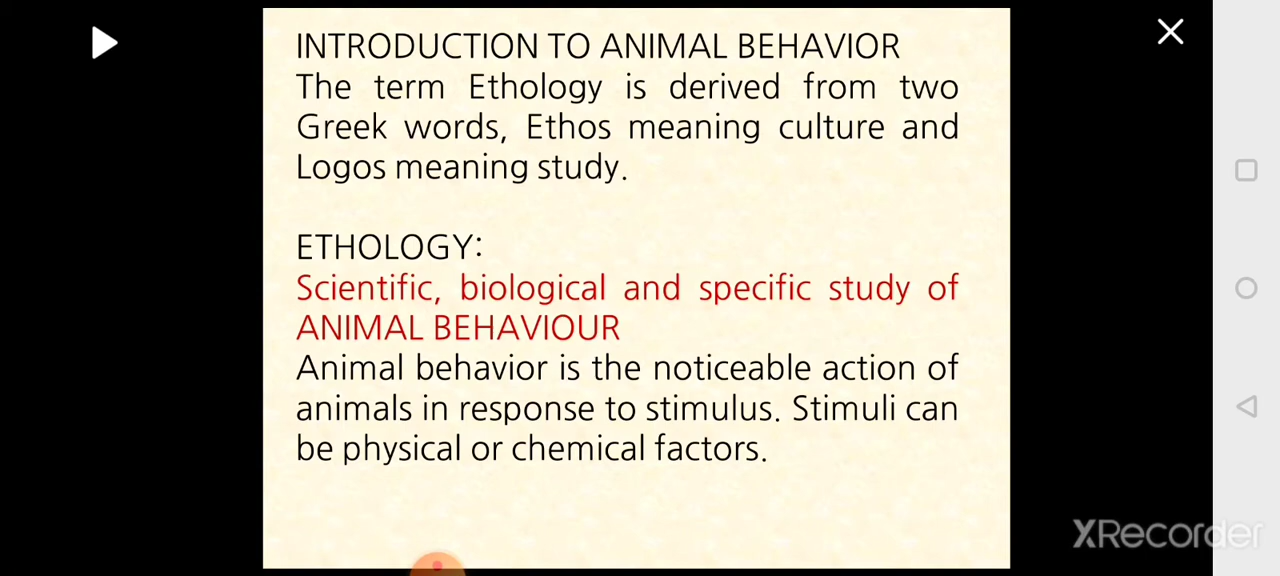 INTRODUCTION TO ANIMAL BEHAVIOR
The term Ethology is derived from two
Greek words, Ethos meaning culture and
Logos meaning study.
ETHOLOGY:
Scientific, biological and specific study of
ANIMAL BEHAVIOUR
Animal behavior is the noticeable action of
animals in response to stimulus. Stimuli can
be physical or chemical factors.
XRecorder